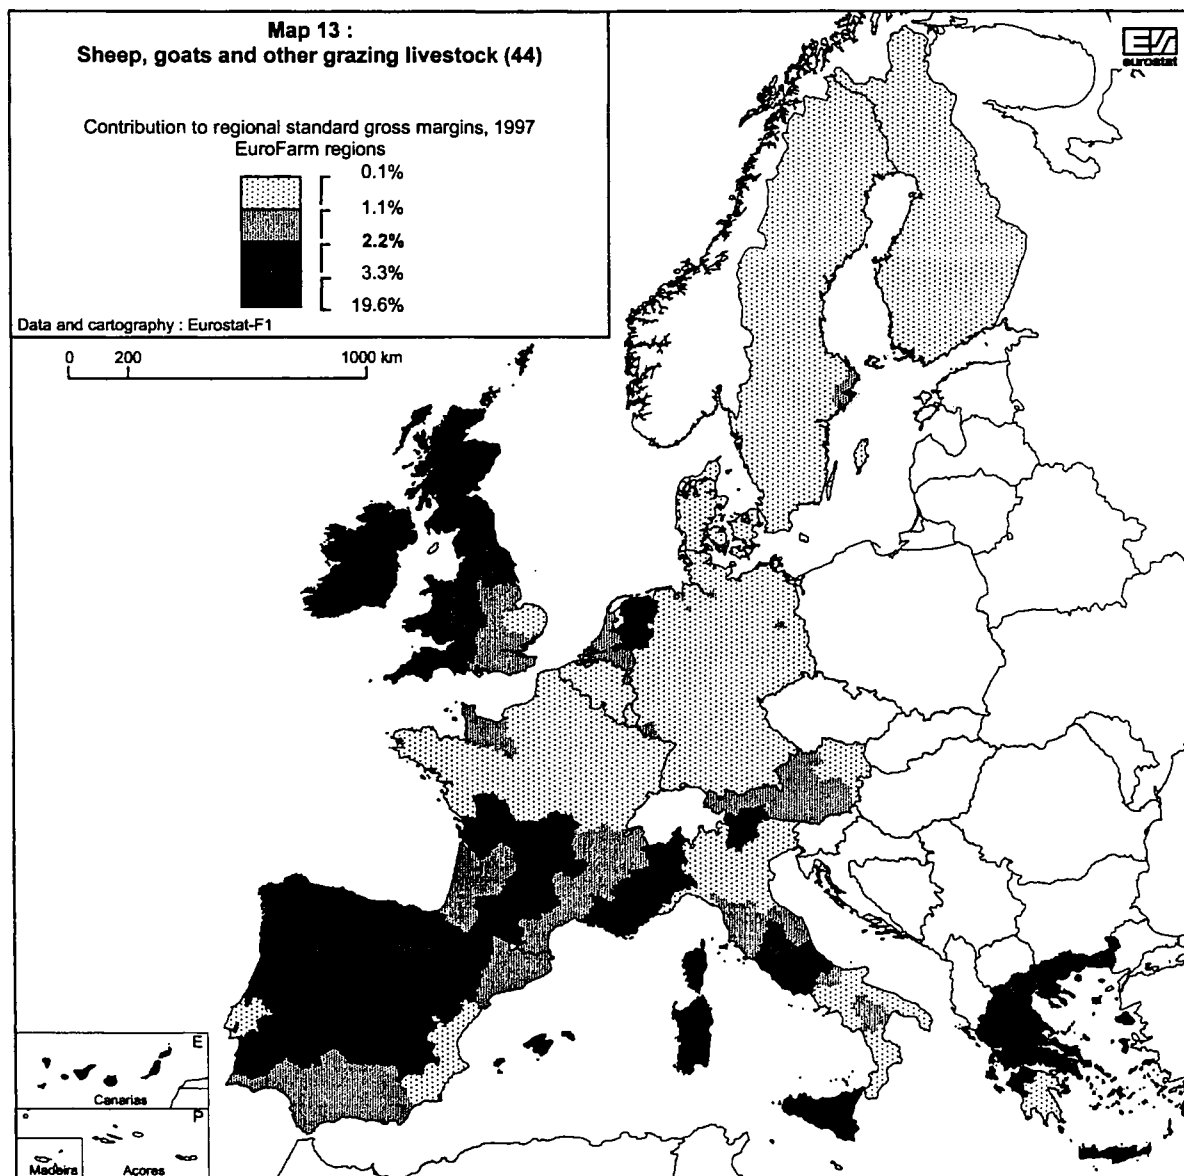 Map 13 :
Sheep, goats and other grazing livestock (44)
Contribution to regional standard gross margins, 1997
EuroFarm regions
0.1%
1.1%
2.2%
3.3%
19.6%
Data and cartography : Eurostat-F1
0 200 1000 km
eurostat
E
Canarias
P
Madeira Açores